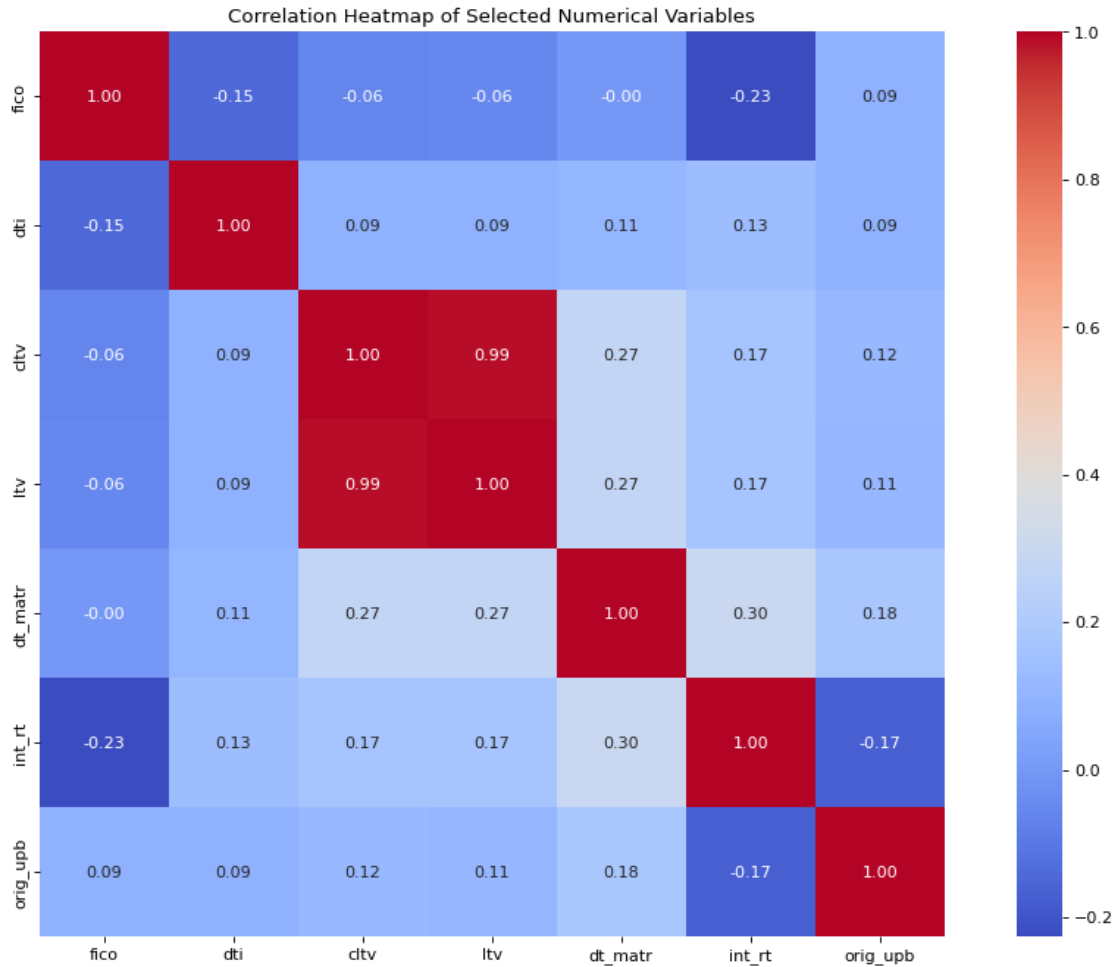 Correlation Heatmap of Selected Numerical Variables
fico 1.00 -0.15 -0.06 -0.06 -0.00 -0.23 0.09
dti -0.15 1.00 0.09 0.09 0.11 0.13 0.09
cltv -0.06 0.09 1.00 0.99 0.27 0.17 0.12
ltv -0.06 0.09 0.99 1.00 0.27 0.17 0.11
dt_matr -0.00 0.11 0.27 0.27 1.00 0.30 0.18
int_rt -0.23 0.13 0.17 0.17 0.30 1.00 -0.17
orig_upb 0.09 0.09 0.12 0.11 0.18 -0.17 1.00
fico dti cltv ltv dt_matr int_rt orig_upb
1.0
0.8
0.6
0.4
0.2
0.0
−0.2